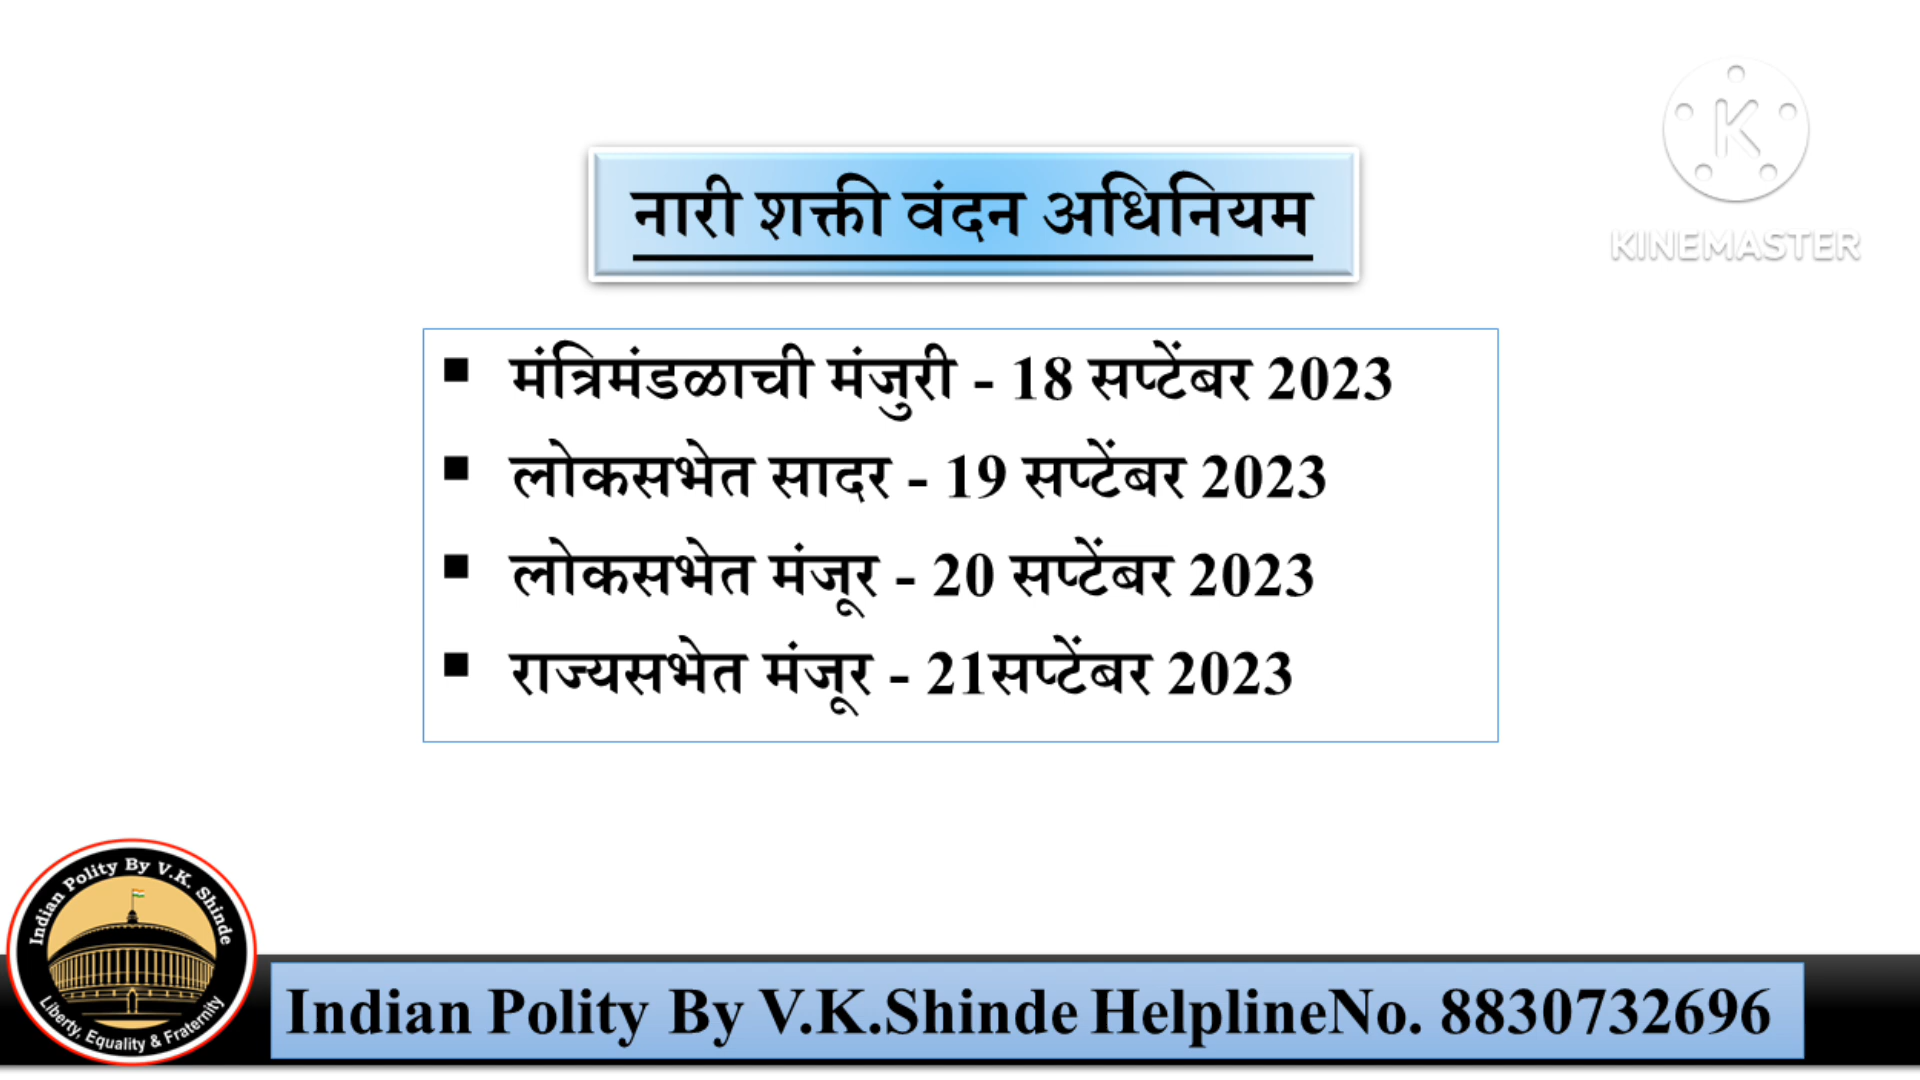 KINEMASTER
नारी शक्ती वंदन अधिनियम
▪ मंत्रिमंडळाची मंजुरी - 18 सप्टेंबर 2023
▪ लोकसभेत सादर - 19 सप्टेंबर 2023
▪ लोकसभेत मंजूर - 20 सप्टेंबर 2023
▪ राज्यसभेत मंजूर - 21सप्टेंबर 2023
Indian Polity By V.K. Shinde
Liberty, Equality & Fraternity
Indian Polity By V.K.Shinde HelplineNo. 8830732696